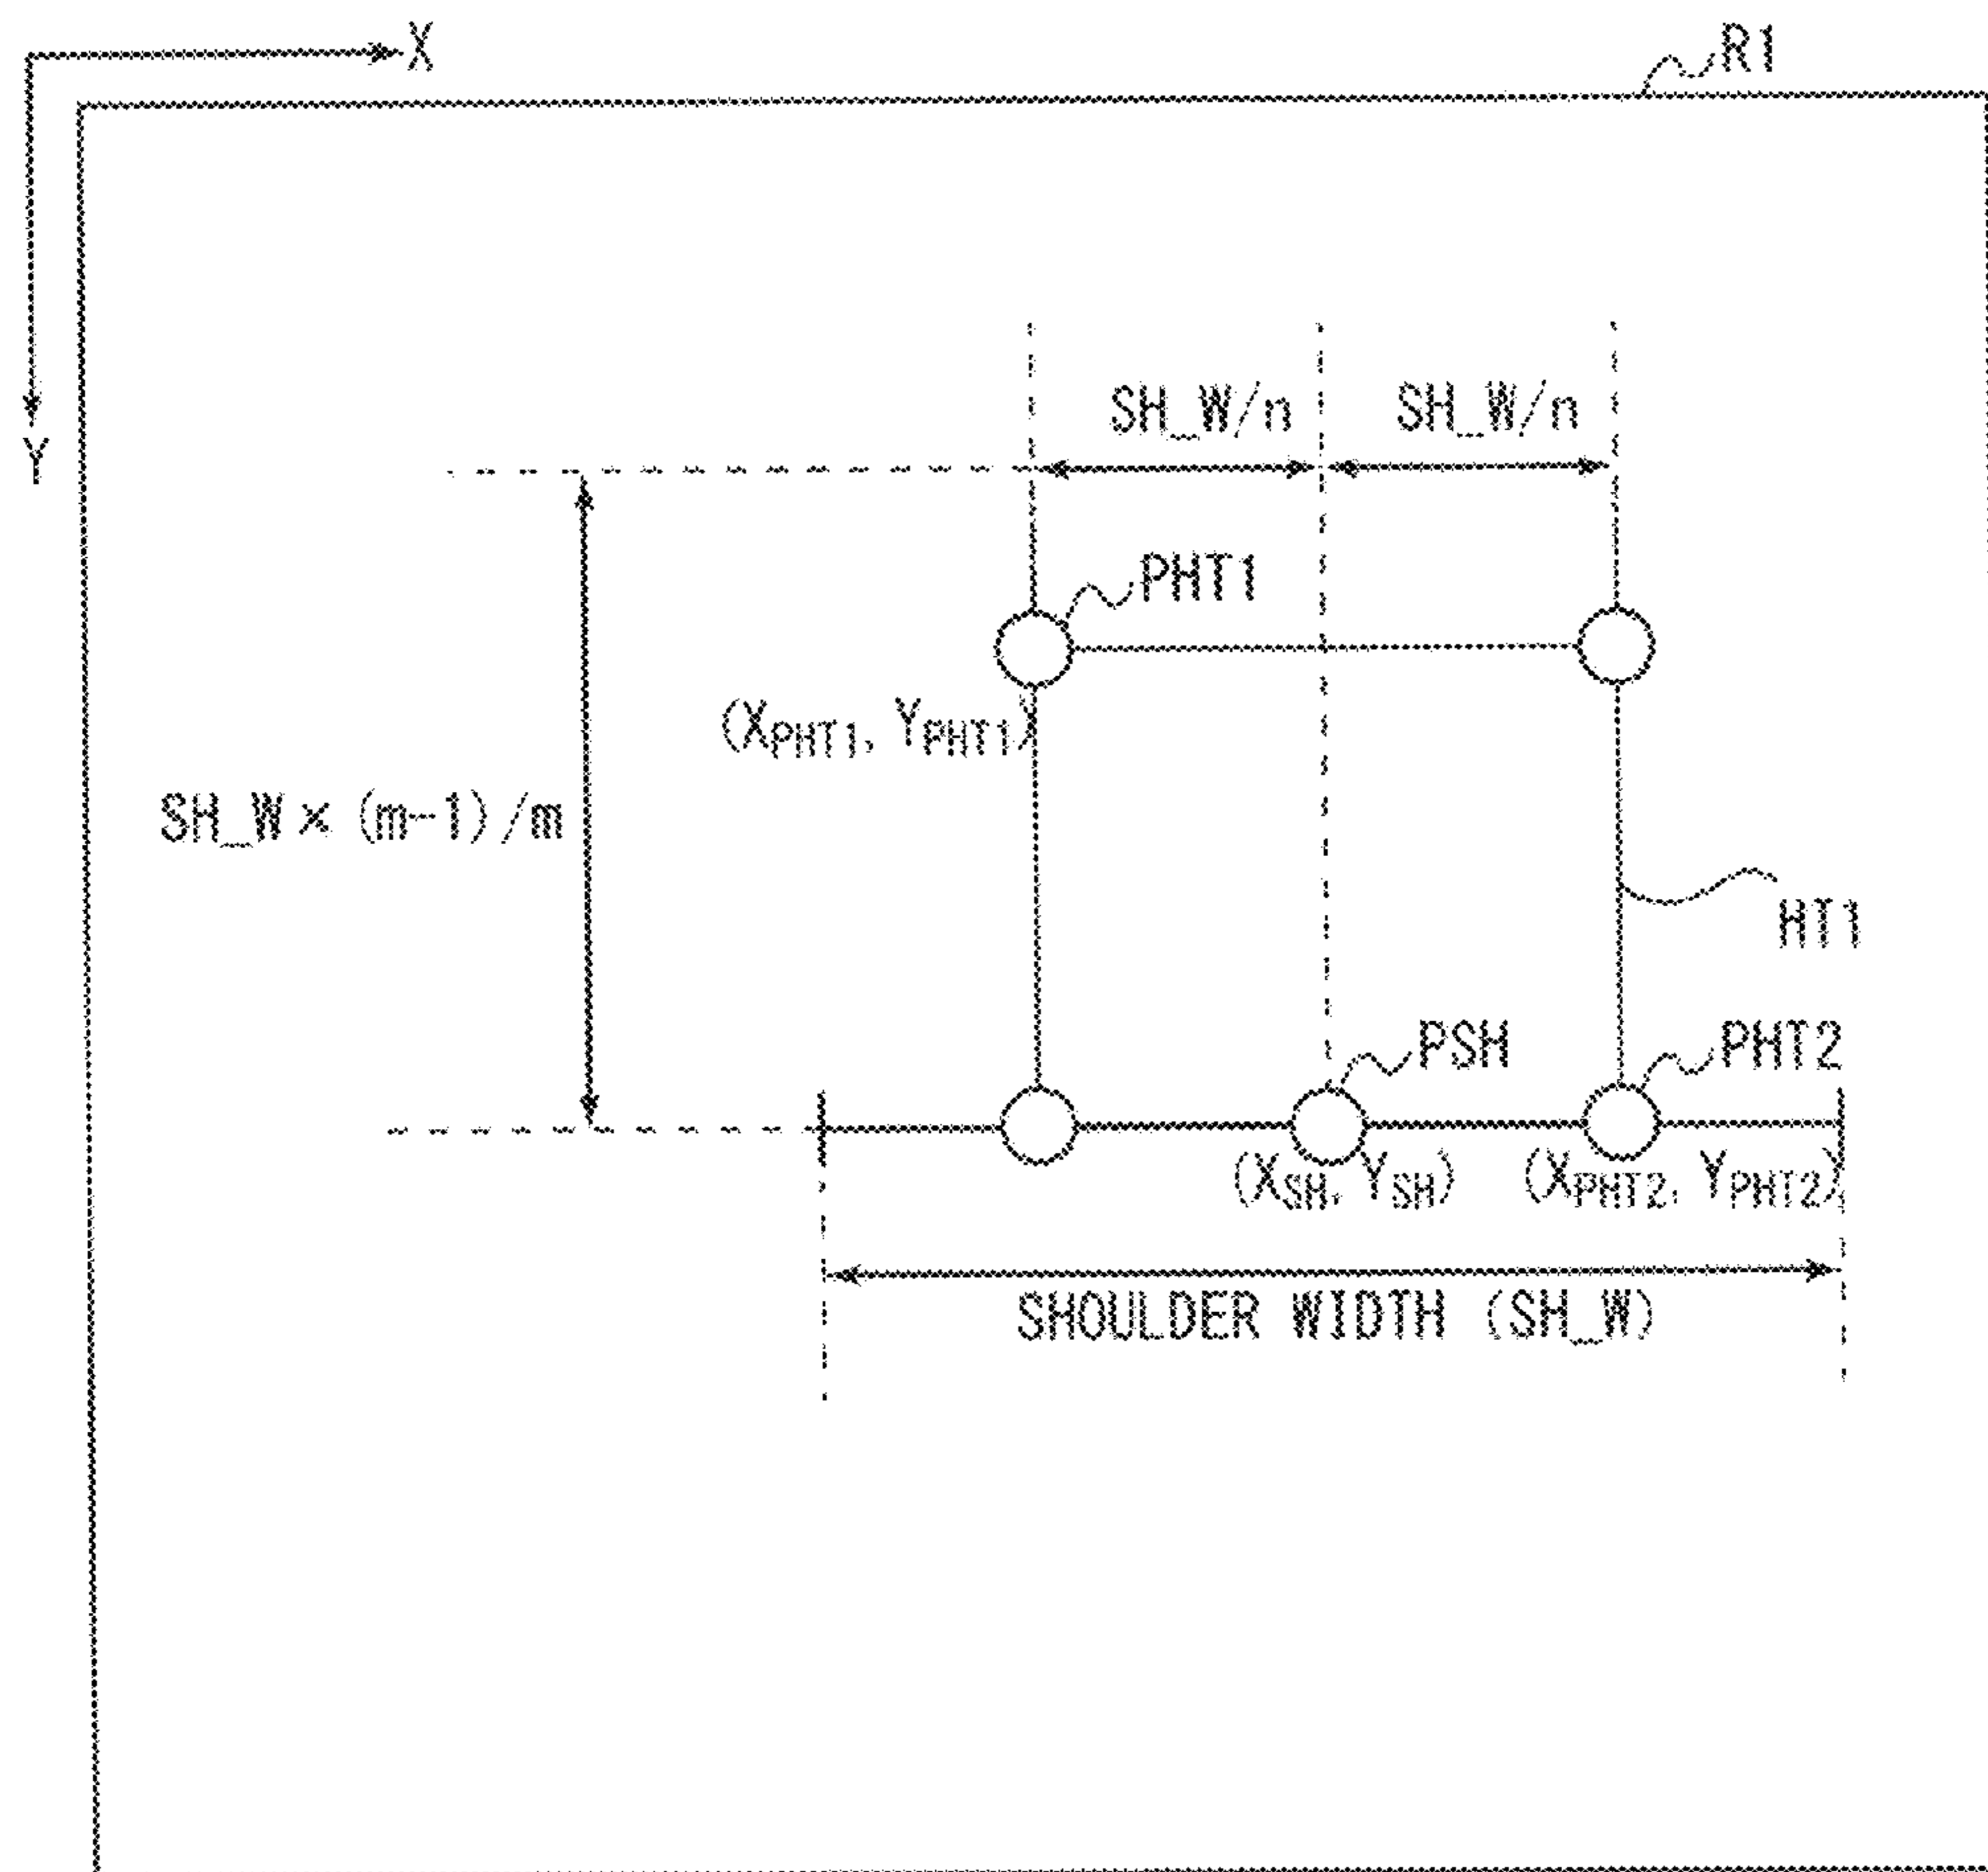 X
R1
Y
SH_W/n
SH_W/n
PHT1
(XPHT1, YPHT1)
SH_W×(m-1)/m
HT1
PSH
PHT2
(XSH, YSH)
(XPHT2, YPHT2)
SHOULDER WIDTH (SH_W)